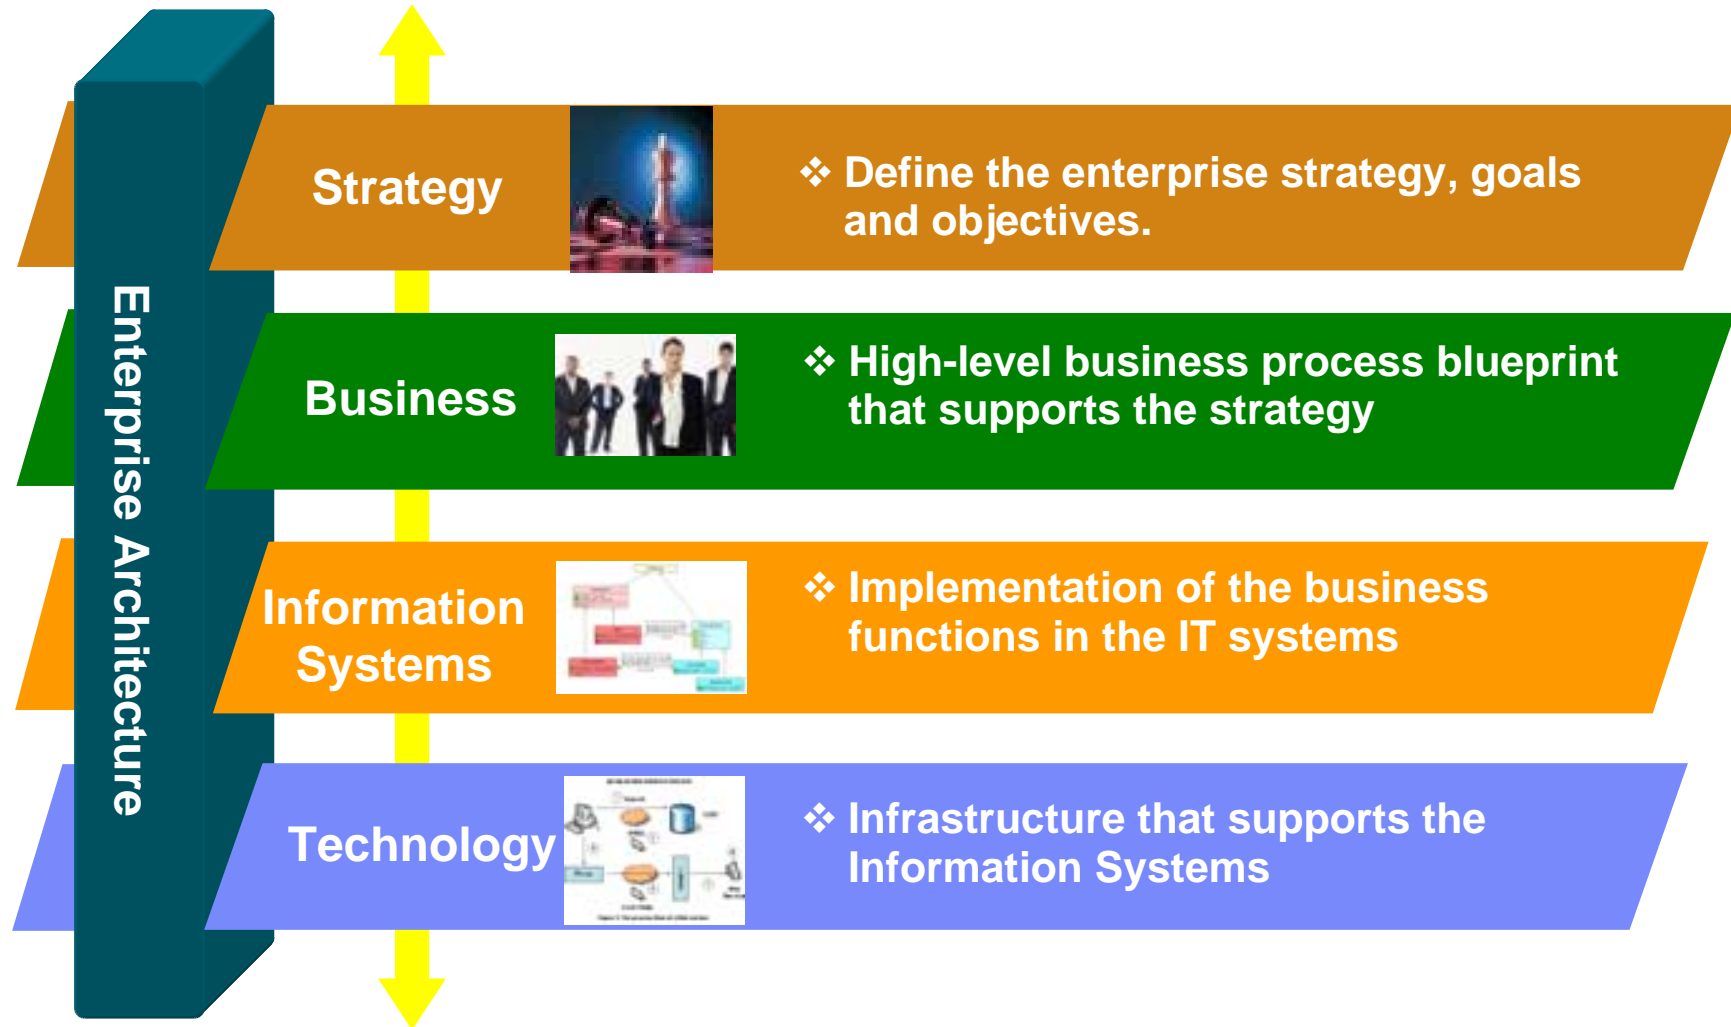 Enterprise Architecture
Strategy
❖ Define the enterprise strategy, goals
and objectives.
Business
❖ High-level business process blueprint
that supports the strategy
Information
Systems
❖ Implementation of the business
functions in the IT systems
Technology
❖ Infrastructure that supports the
Information Systems